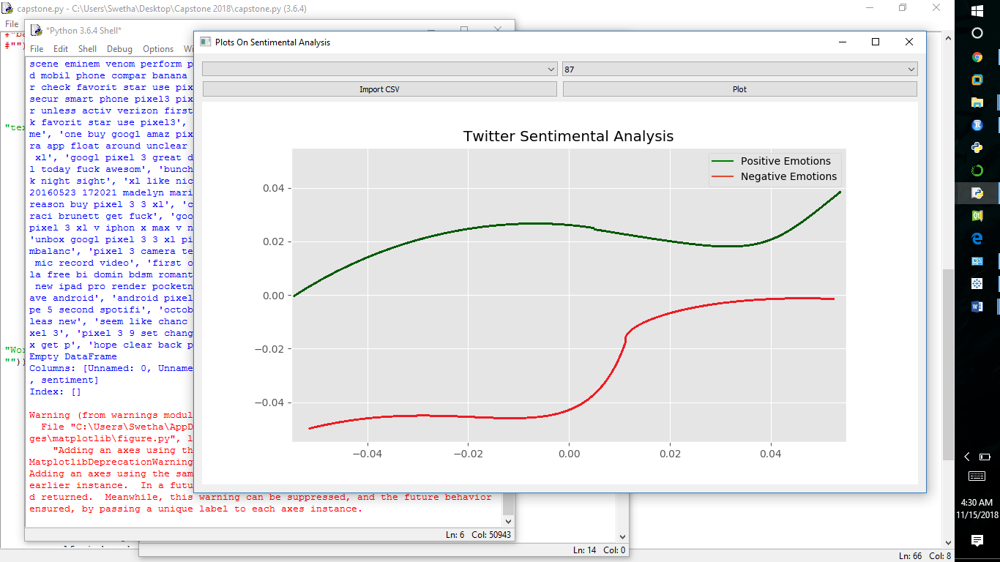 capstone.py - C:\Users\Swetha\Desktop\Capstone 2018\capstone.py (3.6.4)
File
#"ba
#"")
"tex
"Wor
""))
*Python 3.6.4 Shell*
File Edit Shell Debug Options Wi
scene eminem venom perform p
d mobil phone compar banana
r check favorit star use pix
secur smart phone pixel3 pix
r unless activ verizon first
k favorit star use pixel3',
me', 'one buy googl amaz pix
ra app float around unclear
xl', 'googl pixel 3 great d
l today fuck awesom', 'bunch
k night sight', 'xl like nic
20160523 172021 madelyn mari
reason buy pixel 3 3 xl', 'c
raci brunett get fuck', 'goo
pixel 3 xl v iphon x max v n
'unbox googl pixel 3 3 xl pi
mbalanc', 'pixel 3 camera te
mic record video', 'first o
la free bi domin bdsm romant
new ipad pro render pocketn
ave android', 'android pixel
pe 5 second spotifi', 'octob
leas new', 'seem like chanc
xel 3', 'pixel 3 9 set chang
x get p', 'hope clear back p
Empty DataFrame
Columns: [Unnamed: 0, Unname
, sentiment]
Index: []
Warning (from warnings modul
File "C:\Users\Swetha\AppD
ges\matplotlib\figure.py", l
"Adding an axes using th
MatplotlibDeprecationWarning
Adding an axes using the sam
earlier instance. In a futu
d returned. Meanwhile, this warning can be suppressed, and the future behavior
ensured, by passing a unique label to each axes instance.
Ln: 6 Col: 50943
Ln: 14 Col: 0
Ln: 66 Col: 8
Plots On Sentimental Analysis
87
Import CSV
Plot
Twitter Sentimental Analysis
Positive Emotions
Negative Emotions
0.04
0.02
0.00
−0.02
−0.04
−0.04 −0.02 0.00 0.02 0.04
4:30 AM
11/15/2018